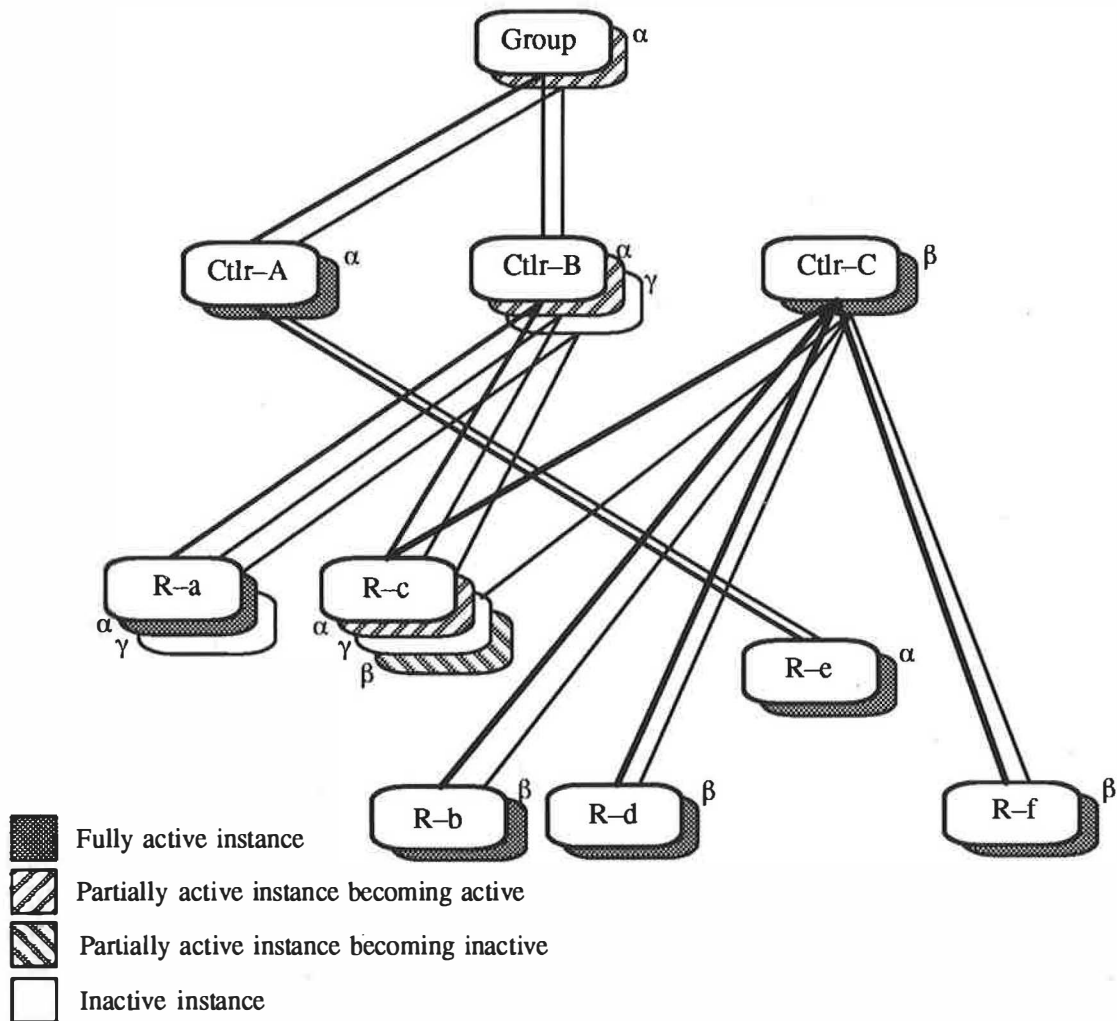 Group
α
Ctlr–A
α
Ctlr–B
α
γ
Ctlr–C
β
R–a
α
γ
R–c
α
γ
β
R–e
α
R–b
β
R–d
β
R–f
β
Fully active instance
Partially active instance becoming active
Partially active instance becoming inactive
Inactive instance